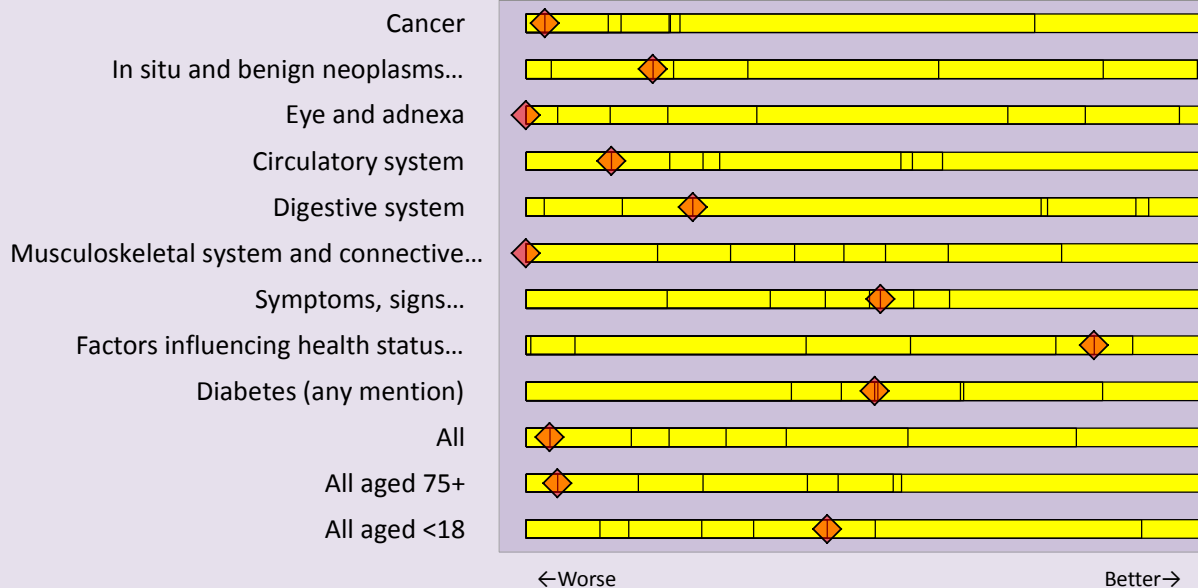 Cancer
In situ and benign neoplasms…
Eye and adnexa
Circulatory system
Digestive system
Musculoskeletal system and connective…
Symptoms, signs…
Factors influencing health status…
Diabetes (any mention)
All
All aged 75+
All aged <18
←Worse Better→